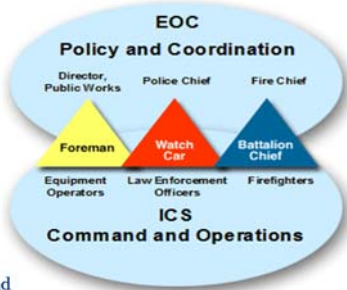 EOC
Policy and Coordination
Director,
Public Works
Police Chief
Fire Chief
Foreman
Watch
Car
Battalion
Chief
Equipment
Operators
Law Enforcement
Officers
Firefighters
ICS
Command and Operations